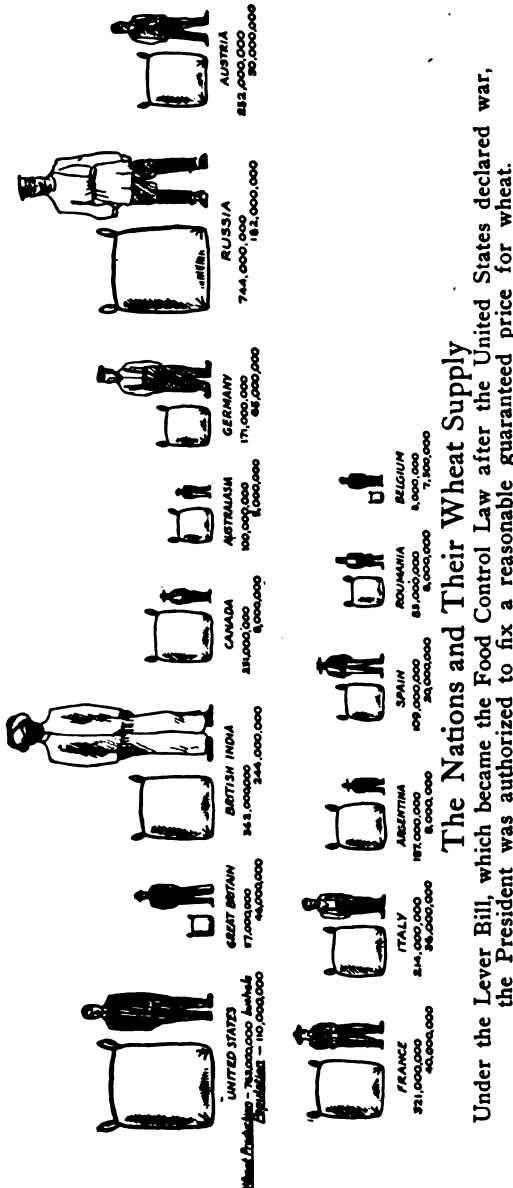 UNITED STATES
Wheat Production – 763,000,000 bushels
Population – 110,000,000
GREAT BRITAIN
57,000,000
46,000,000
BRITISH INDIA
362,000,000
244,000,000
CANADA
231,000,000
8,000,000
AUSTRALASIA
100,000,000
5,000,000
GERMANY
171,000,000
65,000,000
RUSSIA
744,000,000
182,000,000
AUSTRIA
252,000,000
50,000,000
FRANCE
321,000,000
40,000,000
ITALY
214,000,000
36,000,000
ARGENTINA
187,000,000
8,000,000
SPAIN
109,000,000
20,000,000
ROUMANIA
83,000,000
8,000,000
BELGIUM
8,000,000
7,500,000
The Nations and Their Wheat Supply
Under the Lever Bill, which became the Food Control Law after the United States declared war,
the President was authorized to fix a reasonable guaranteed price for wheat.